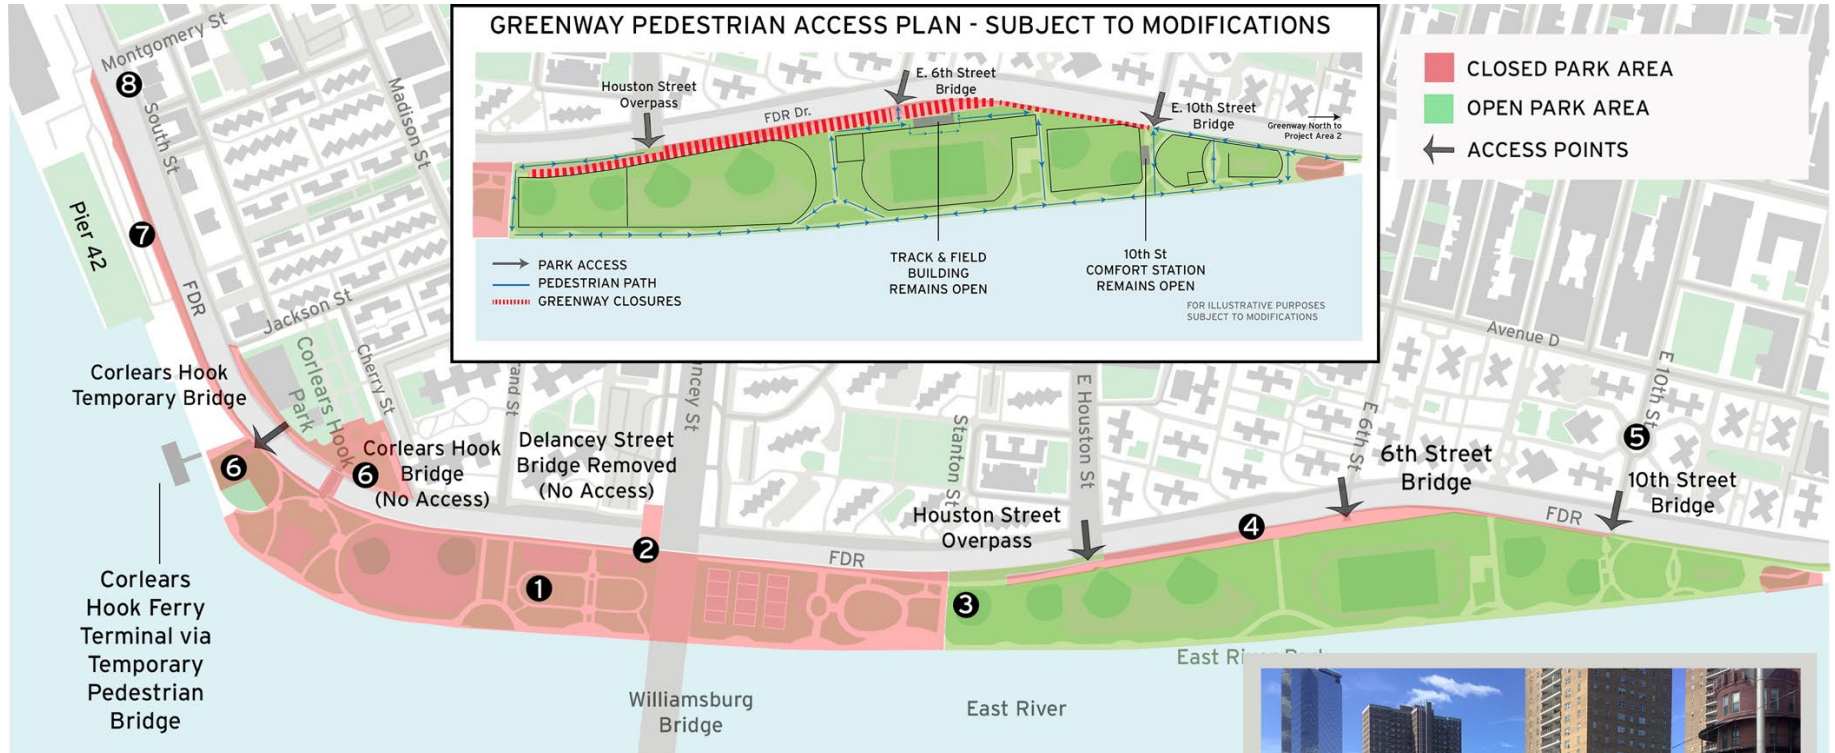 GREENWAY PEDESTRIAN ACCESS PLAN - SUBJECT TO MODIFICATIONS
Houston Street
Overpass
FDR Dr.
E. 6th Street
Bridge
E. 10th Street
Bridge
Greenway North to
Project Area 2
PARK ACCESS
PEDESTRIAN PATH
GREENWAY CLOSURES
TRACK & FIELD
BUILDING
REMAINS OPEN
10th St
COMFORT STATION
REMAINS OPEN
FOR ILLUSTRATIVE PURPOSES
SUBJECT TO MODIFICATIONS
CLOSED PARK AREA
OPEN PARK AREA
ACCESS POINTS
Montgomery St
8
South St
Madison St
Pier 42
7
FDR
Jackson St
Cherry St
Corlears Hook
Park
Corlears Hook
Temporary Bridge
6
6
Corlears Hook
Bridge
(No Access)
Delancey Street
Bridge Removed
(No Access)
Stanton St
E Houston St
E 6th St
Avenue D
E 10th St
5
6th Street
Bridge
10th Street
Bridge
Houston Street
Overpass
4
FDR
2
FDR
1
3
Corlears
Hook Ferry
Terminal via
Temporary
Pedestrian
Bridge
Williamsburg
Bridge
East River